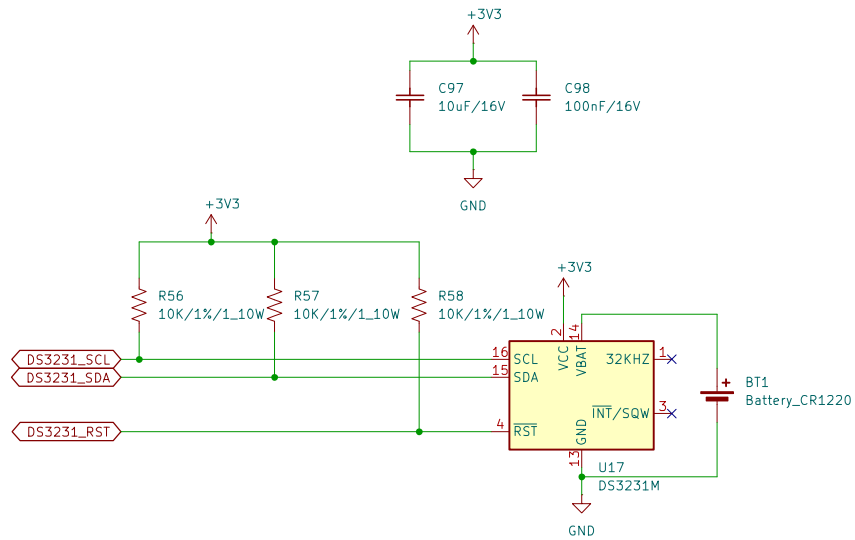 +3V3
C97
10uF/16V
C98
100nF/16V
GND
+3V3
R56
10K/1%/1_10W
R57
10K/1%/1_10W
R58
10K/1%/1_10W
+3V3
2
14
DS3231_SCL
16
SCL
VCC
VBAT
32KHZ
1
DS3231_SDA
15
SDA
BT1
Battery_CR1220
INT/SQW
3
DS3231_RST
4
RST
GND
13
U17
DS3231M
GND